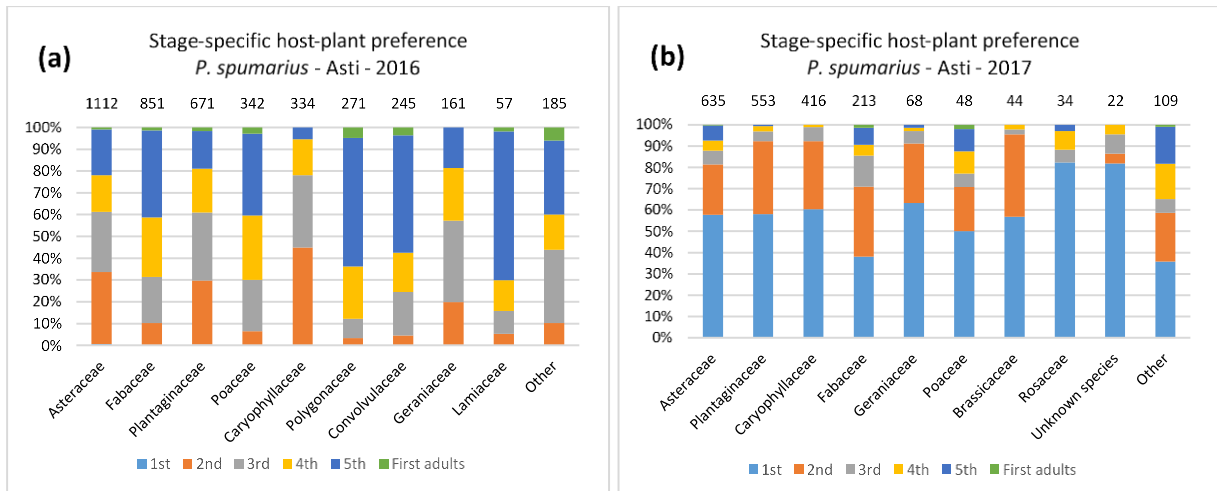 (a)
Stage-specific host-plant preference
P. spumarius - Asti - 2016
1112 851 671 342 334 271 245 161 57 185
100%
90%
80%
70%
60%
50%
40%
30%
20%
10%
0%
Asteraceae
Fabaceae
Plantaginaceae
Poaceae
Caryophyllaceae
Polygonaceae
Convolvulaceae
Geraniaceae
Lamiaceae
Other
1st 2nd 3rd 4th 5th First adults
(b)
Stage-specific host-plant preference
P. spumarius - Asti - 2017
635 553 416 213 68 48 44 34 22 109
100%
90%
80%
70%
60%
50%
40%
30%
20%
10%
0%
Asteraceae
Plantaginaceae
Caryophyllaceae
Fabaceae
Geraniaceae
Poaceae
Brassicaceae
Rosaceae
Unknown species
Other
1st 2nd 3rd 4th 5th First adults